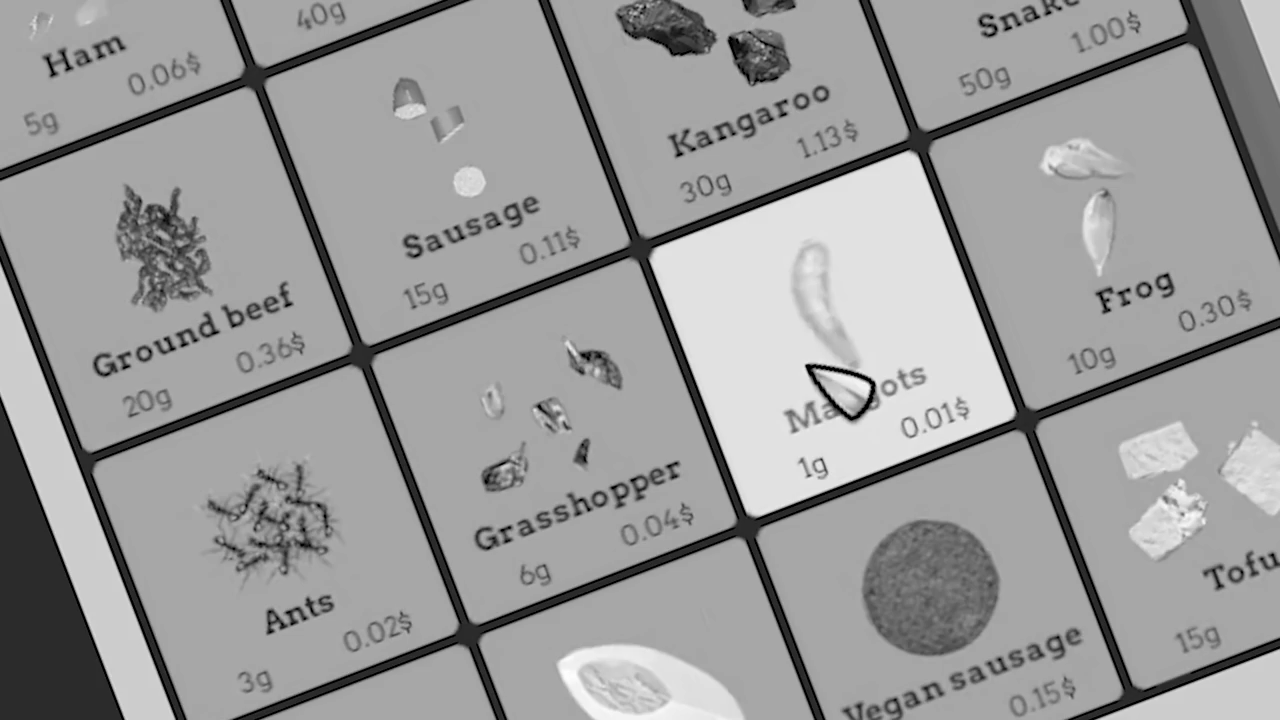 Ham
5g 0.06$
40g
Kangaroo
30g 1.13$
Snake
50g 1.00$
Ground beef
20g 0.36$
Sausage
15g 0.11$
1g 0.01$
Frog
10g 0.30$
Ants
3g 0.02$
Grasshopper
6g 0.04$
Vegan sausage
0.15$
Tofu
15g